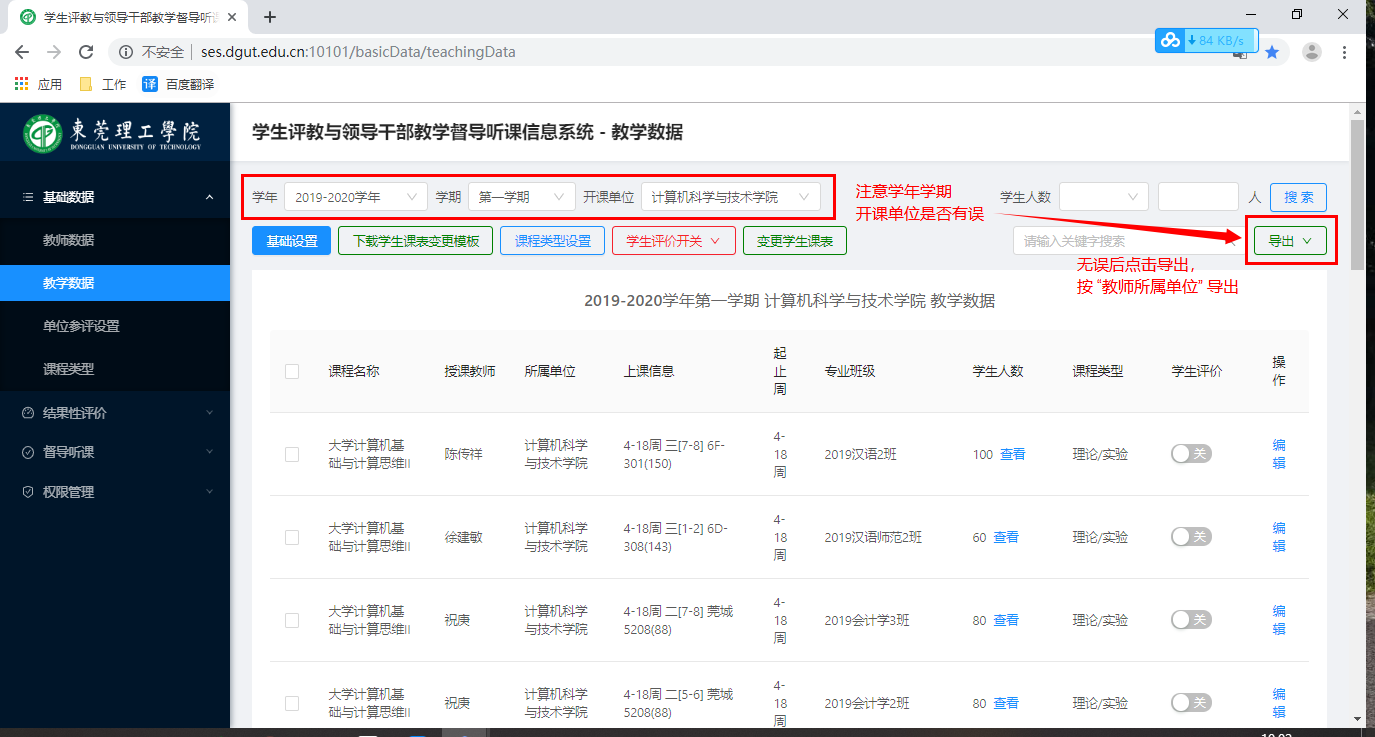 学生评教与领导干部教学督导听课
不安全 ses.dgut.edu.cn:10101/basicData/teachingData
84 KB/s
应用 工作 译 百度翻译
東莞理工學院
DONGGUAN UNIVERSITY OF TECHNOLOGY
学生评教与领导干部教学督导听课信息系统 - 教学数据
基础数据
教师数据
教学数据
单位参评设置
课程类型
结果性评价
督导听课
权限管理
学年 2019-2020学年 学期 第一学期 开课单位 计算机科学与技术学院
注意学年学期
开课单位是否有误
学生人数 人 搜 索
基础设置 下载学生课表变更模板 课程类型设置 学生评价开关 变更学生课表 请输入关键字搜索 导出
无误后点击导出，
按 “教师所属单位” 导出
2019-2020学年第一学期 计算机科学与技术学院 教学数据
课程名称 授课教师 所属单位 上课信息 起止周 专业班级 学生人数 课程类型 学生评价 操作
大学计算机基
础与计算思维II
陈传祥
计算机科学
与技术学院
4-18周 三[7-8] 6F-
301(150)
4-
18
周
2019汉语2班 100 查看 理论/实验 关 编辑
大学计算机基
础与计算思维II
徐建敏
计算机科学
与技术学院
4-18周 三[1-2] 6D-
308(143)
4-
18
周
2019汉语师范2班 60 查看 理论/实验 关 编辑
大学计算机基
础与计算思维II
祝庚
计算机科学
与技术学院
4-18周 二[7-8] 莞城
5208(88)
4-
18
周
2019会计学3班 80 查看 理论/实验 关 编辑
大学计算机基
础与计算思维II
祝庚
计算机科学
与技术学院
4-18周 二[5-6] 莞城
5208(88)
4-
18
周
2019会计学2班 80 查看 理论/实验 关 编辑